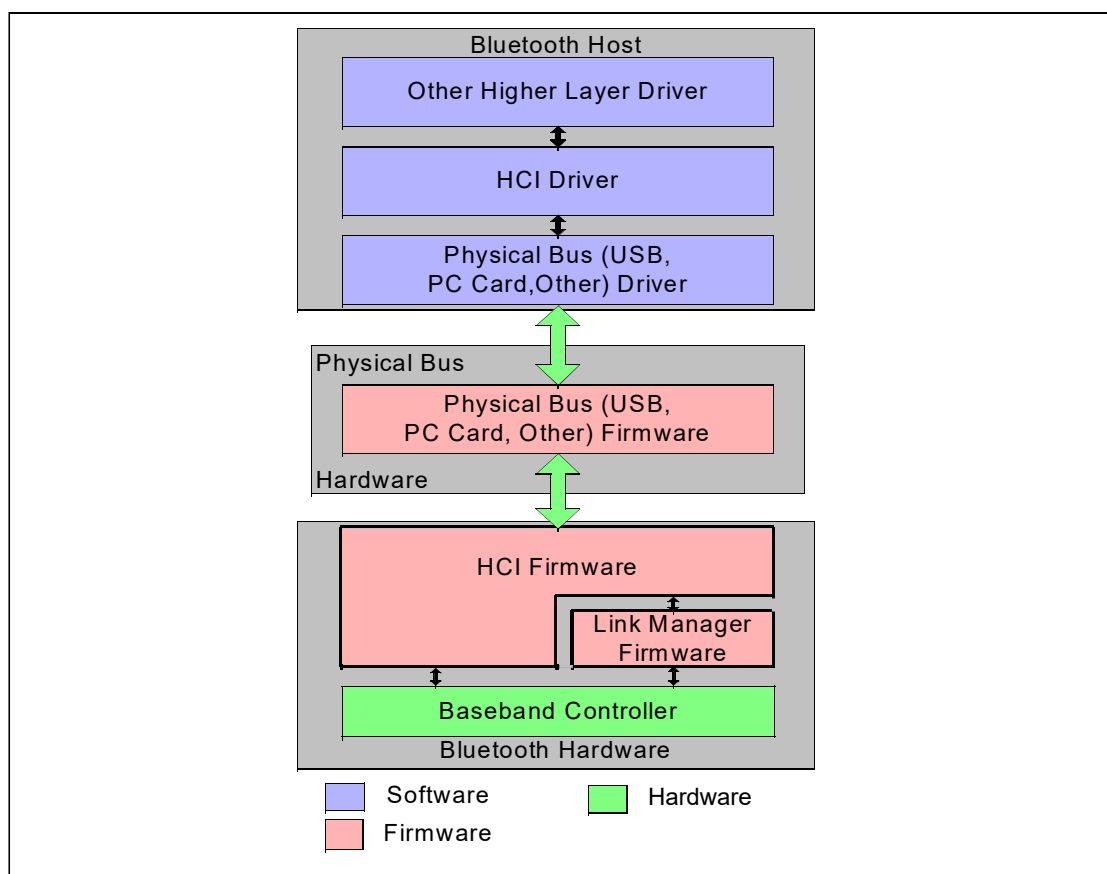 Bluetooth Host
Other Higher Layer Driver
HCI Driver
Physical Bus (USB,
PC Card,Other) Driver
Physical Bus
Physical Bus (USB,
PC Card, Other) Firmware
Hardware
HCI Firmware
Link Manager
Firmware
Baseband Controller
Bluetooth Hardware
Software
Hardware
Firmware